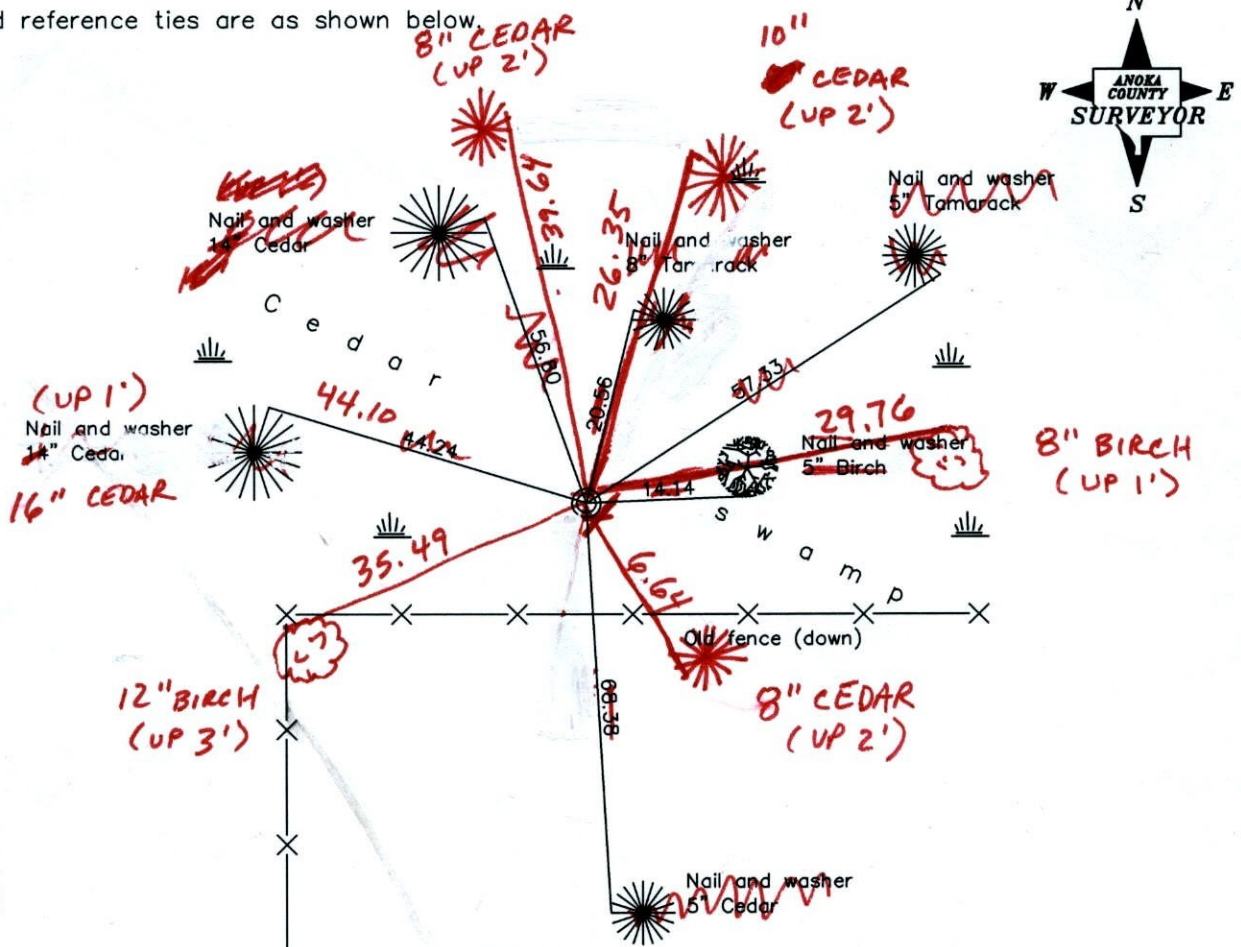 d reference ties are as shown below.
N
W
ANOKA
COUNTY
SURVEYOR
E
S
8" CEDAR
(UP 2')
10"
CEDAR
(UP 2')
Nail and washer
5" Tamarack
Nail and washer
14" Cedar
39.64
26.35
Nail and washer
8" Tamarack
Cedar
56.80
20.56
57.33
(UP 1')
44.10
44.24
Nail and washer
14" Cedar
16" CEDAR
29.76
Nail and washer
5" Birch
14.14
8" BIRCH
(UP 1')
swamp
35.49
6.64
Old fence (down)
12" BIRCH
(UP 3')
68.38
8" CEDAR
(UP 2')
Nail and washer
5" Cedar